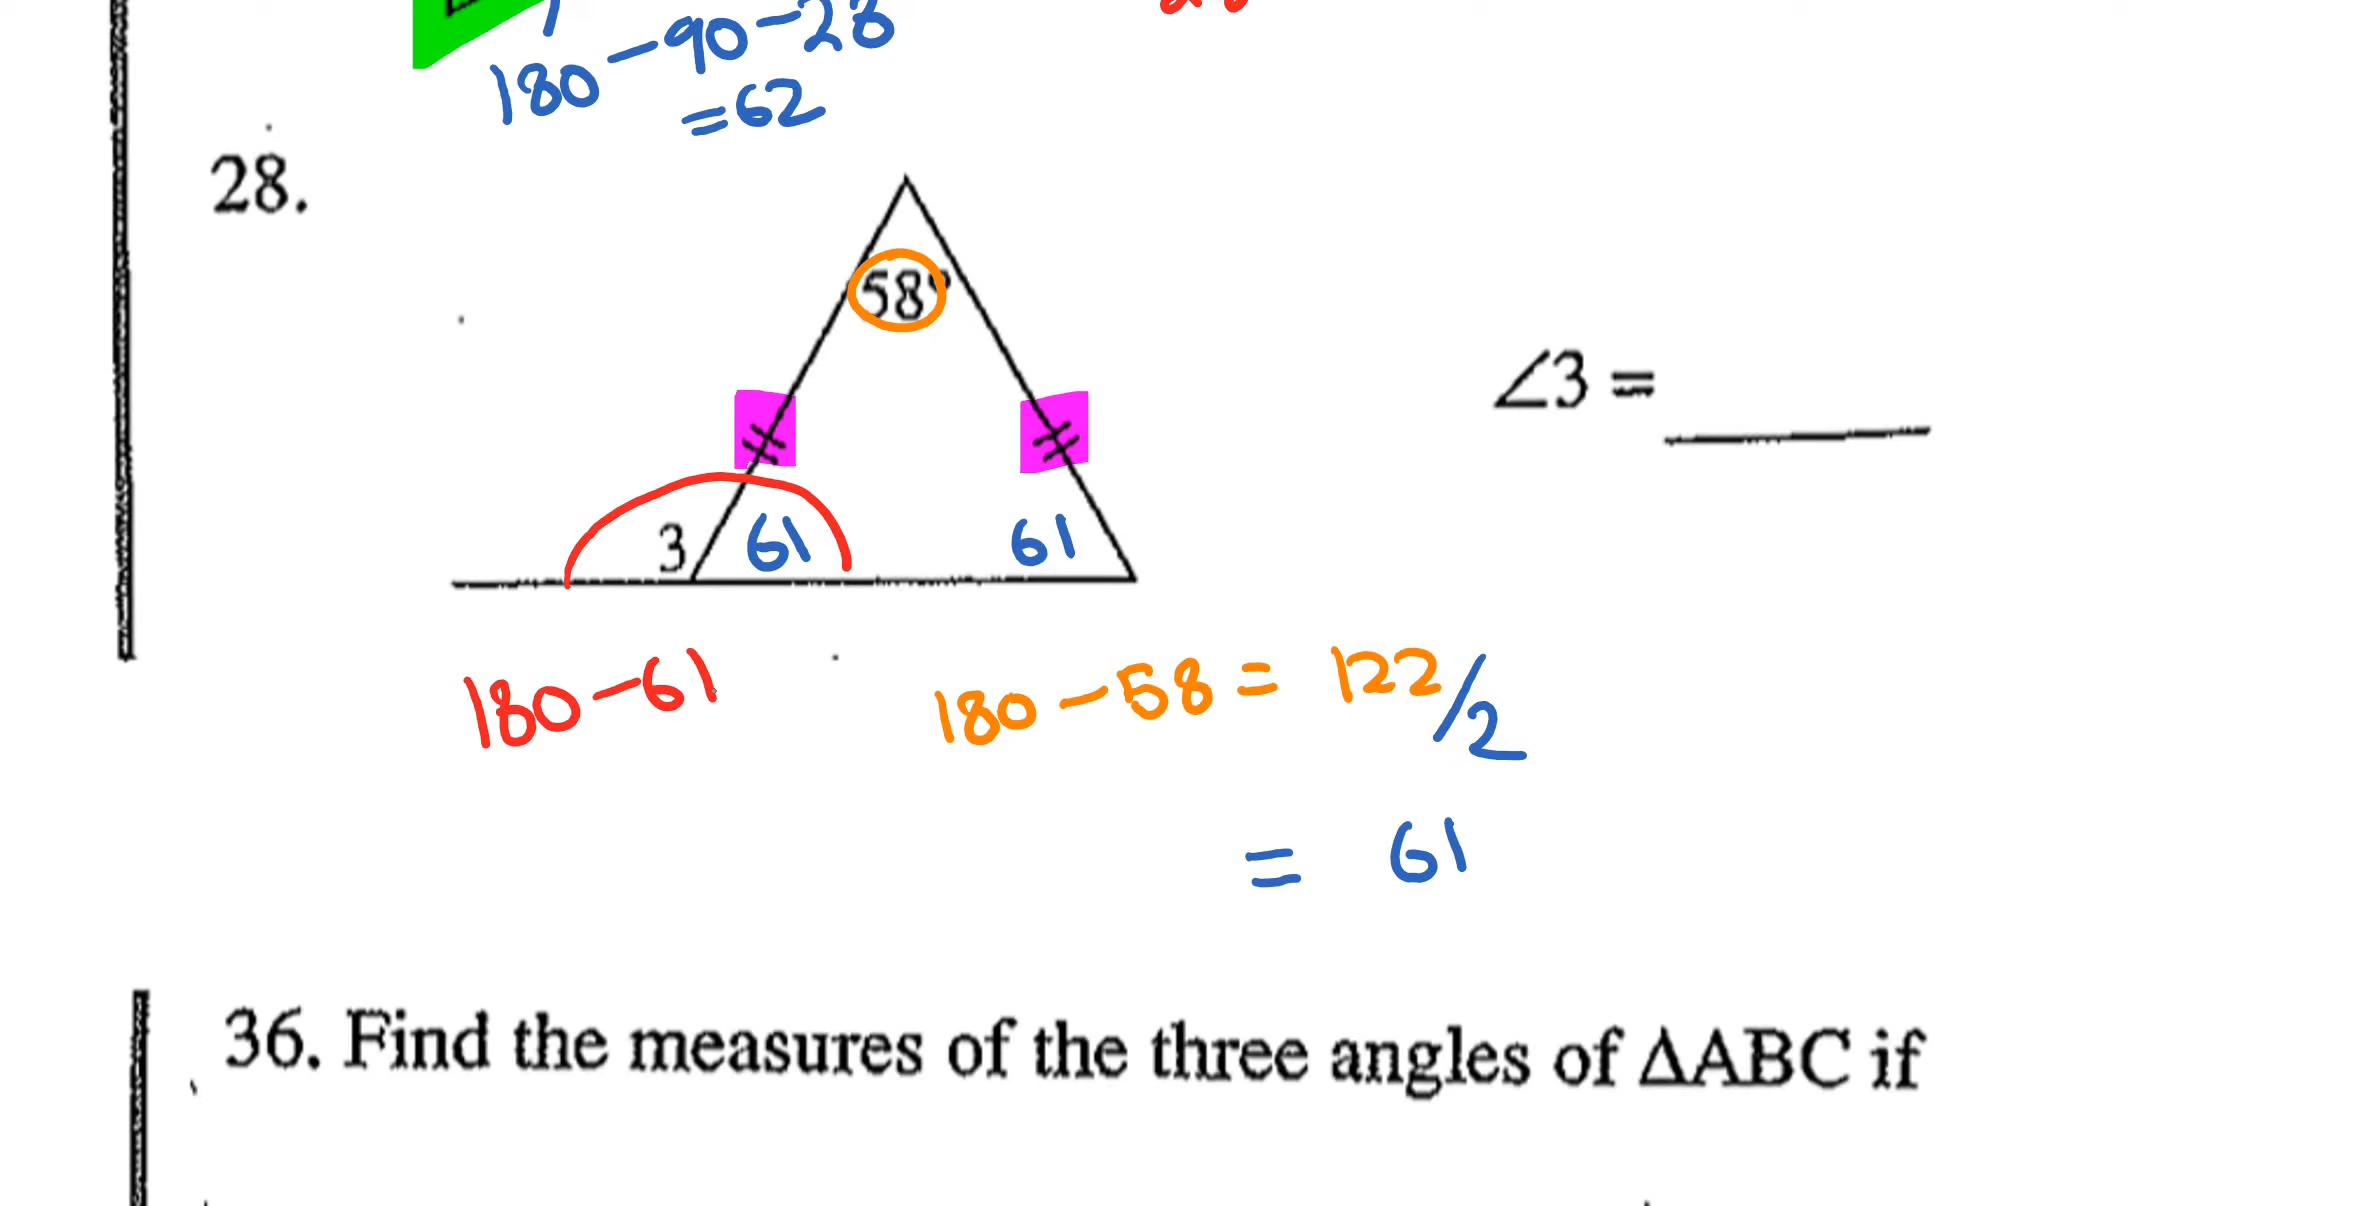 180-90-28
=62
28.
58°
3 61 61
∠3 =
180-61
180-58 = 122/2
= 61
36. Find the measures of the three angles of ΔABC if